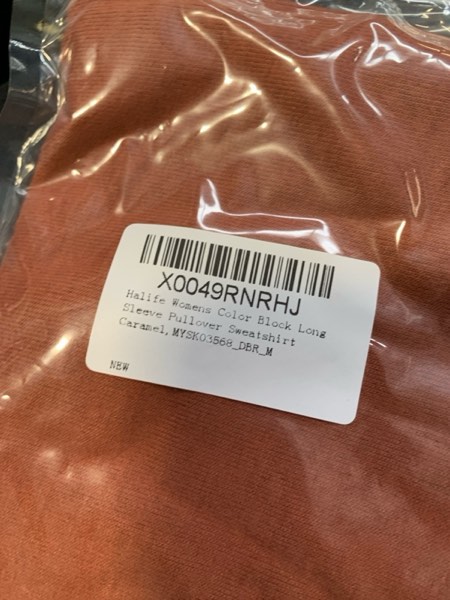 X0049RNRHJ
Halife Womens Color Block Long
Sleeve Pullover Sweatshirt
Caramel, MYSK03568_DBR_M
NEW